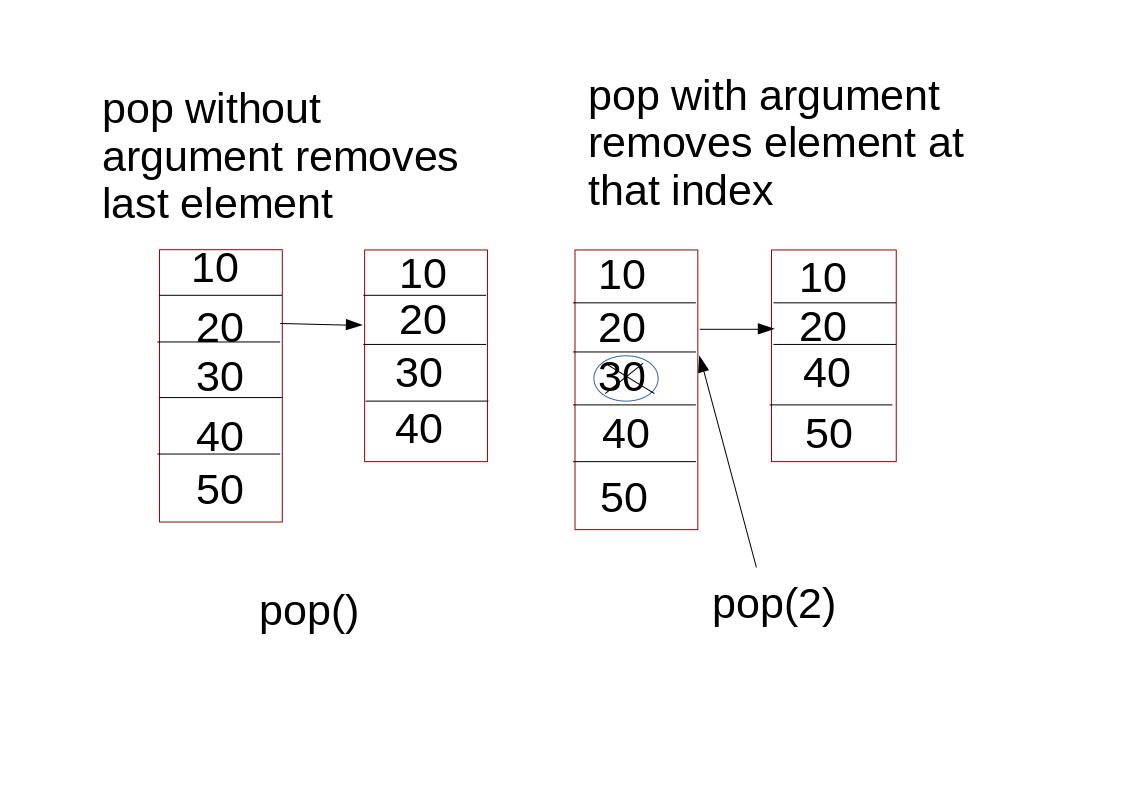 pop without
argument removes
last element
10
20
30
40
50
10
20
30
40
pop()
pop with argument
removes element at
that index
10
20
30
40
50
10
20
40
50
pop(2)